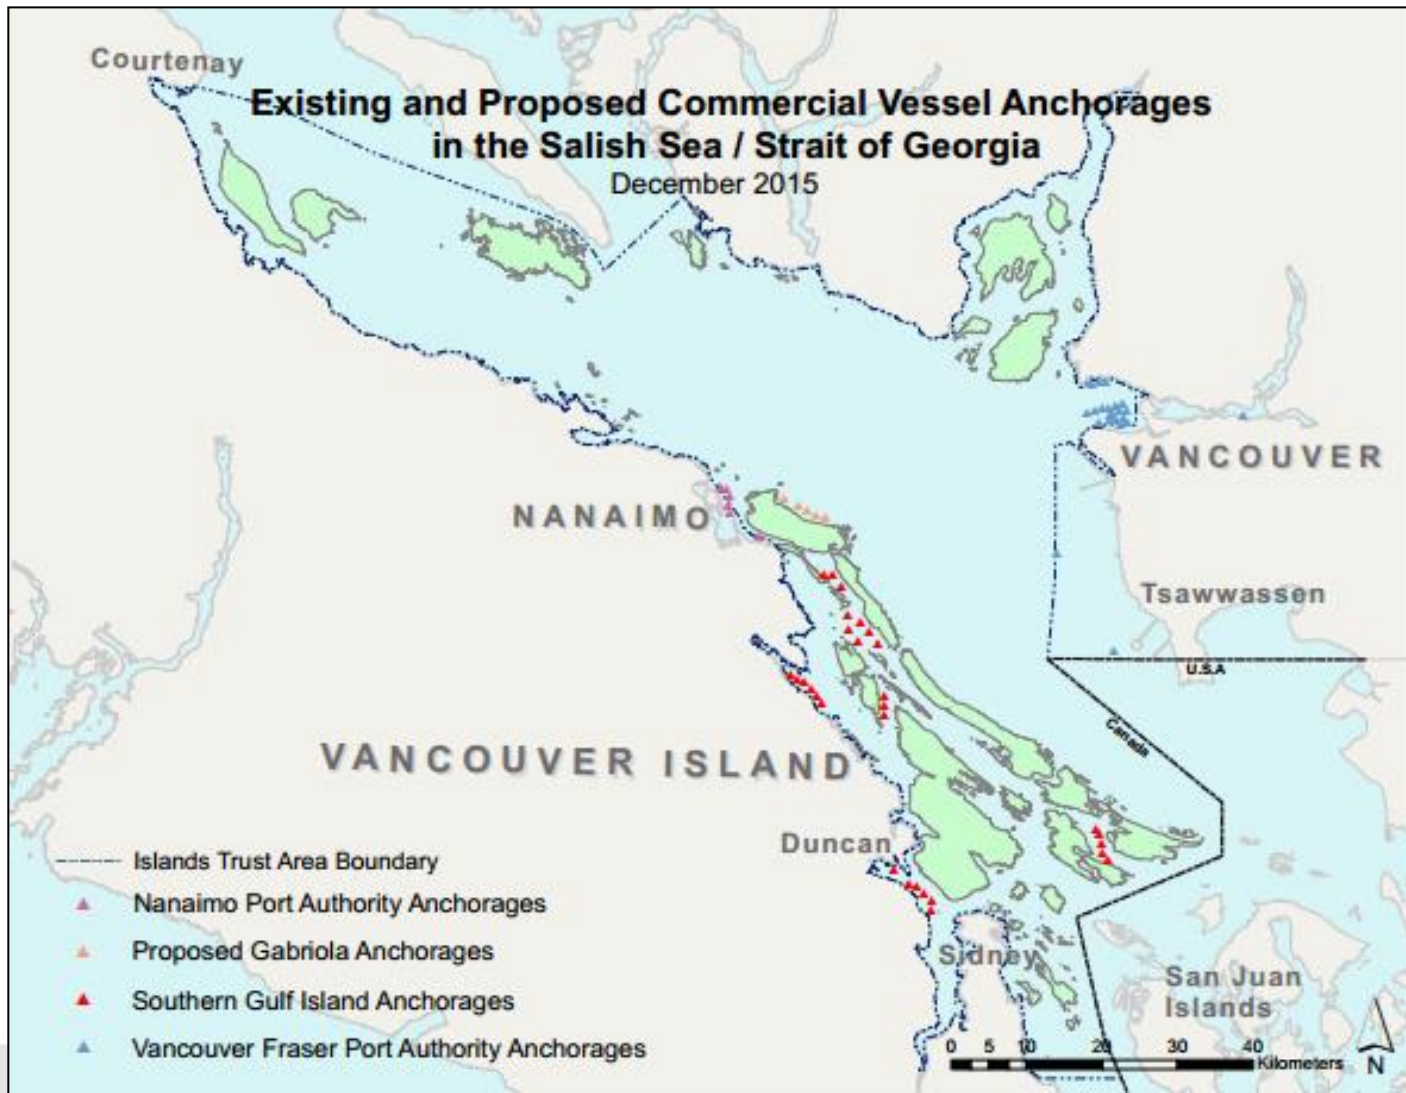 Courtenay
Existing and Proposed Commercial Vessel Anchorages
in the Salish Sea / Strait of Georgia
December 2015
VANCOUVER
NANAIMO
Tsawwassen
U.S.A
Canada
VANCOUVER ISLAND
Duncan
Sidney
San Juan
Islands
Islands Trust Area Boundary
Nanaimo Port Authority Anchorages
Proposed Gabriola Anchorages
Southern Gulf Island Anchorages
Vancouver Fraser Port Authority Anchorages
0 5 10 20 30 40
Kilometers
N